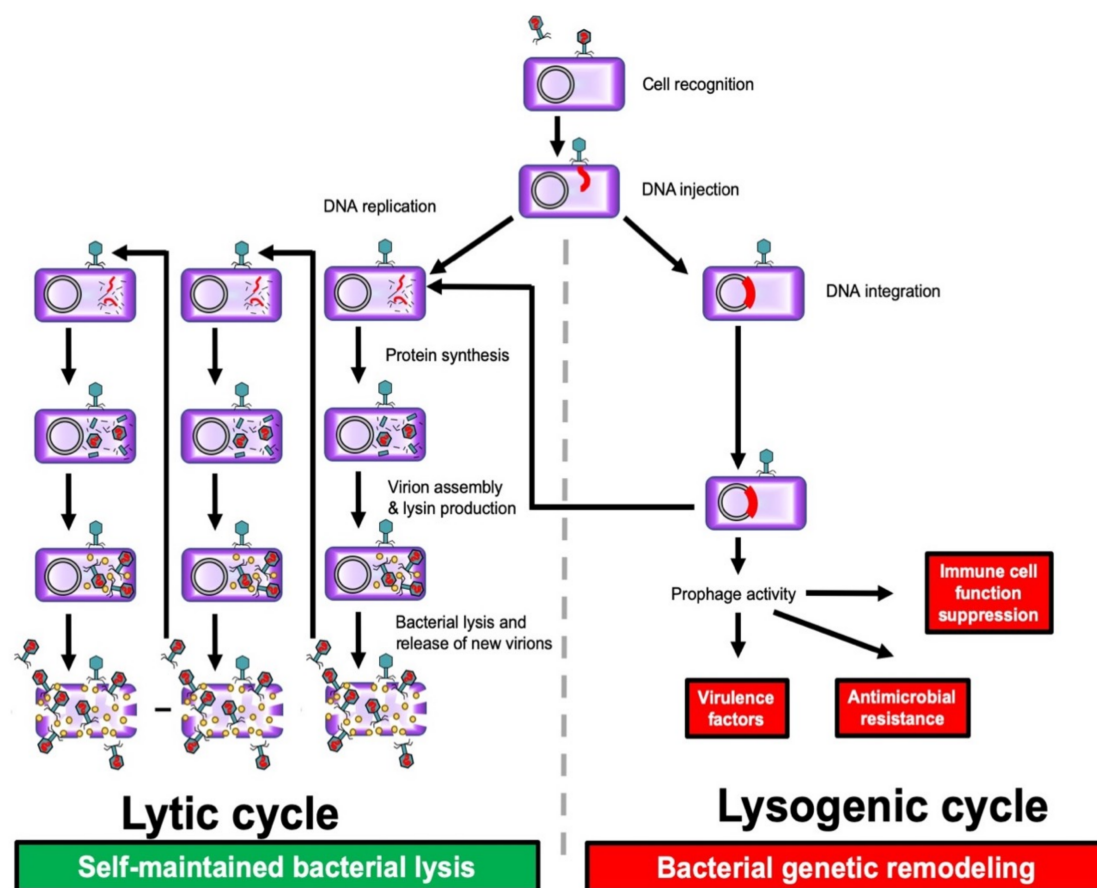 Cell recognition
DNA injection
DNA replication
DNA integration
Protein synthesis
Virion assembly
& lysin production
Bacterial lysis and
release of new virions
Prophage activity
Immune cell
function
suppression
Virulence
factors
Antimicrobial
resistance
Lytic cycle
Self-maintained bacterial lysis
Lysogenic cycle
Bacterial genetic remodeling